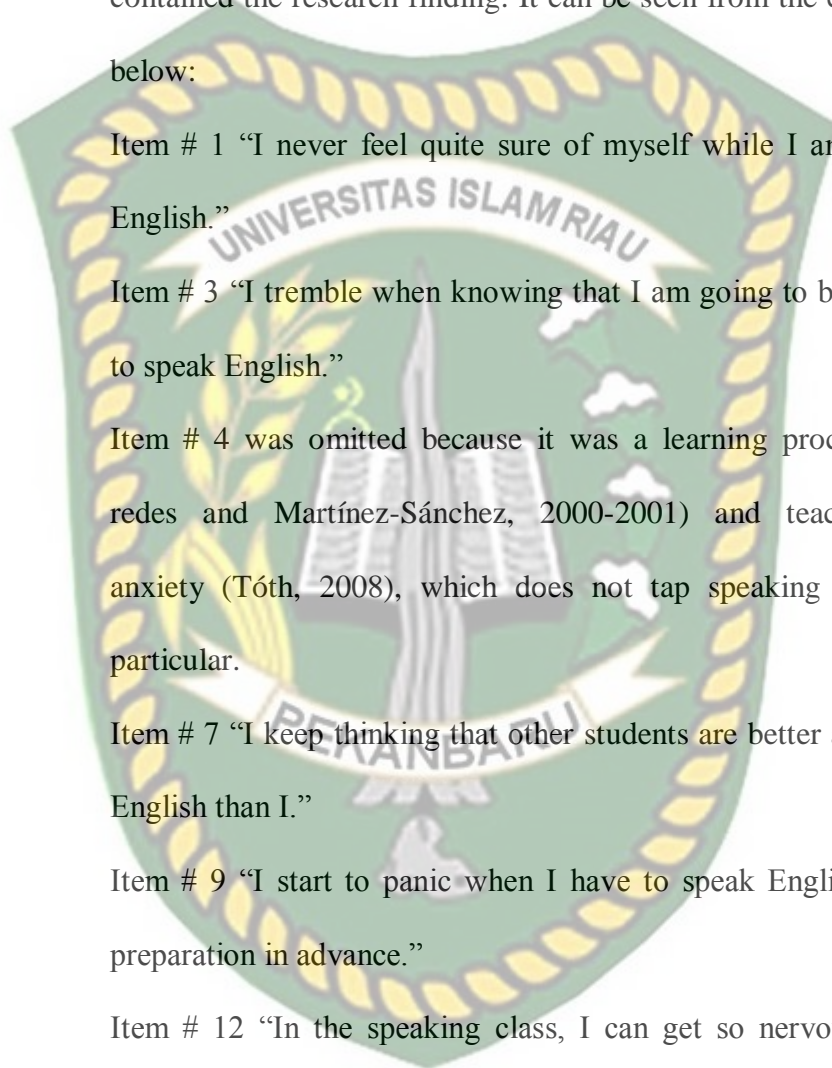 contained the research finding. It can be seen from the
below:
Item # 1 “I never feel quite sure of myself while I
English.”
UNIVERSITAS ISLAM RIAU
Item # 3 “I tremble when knowing that I am going to
to speak English.”
Item # 4 was omitted because it was a learning
redes and Martínez-Sánchez, 2000-2001) and
anxiety (Tóth, 2008), which does not tap speaking
particular.
PEKANBARU
Item # 7 “I keep thinking that other students are better
English than I.”
Item # 9 “I start to panic when I have to speak
preparation in advance.”
Item # 12 “In the speaking class, I can get so